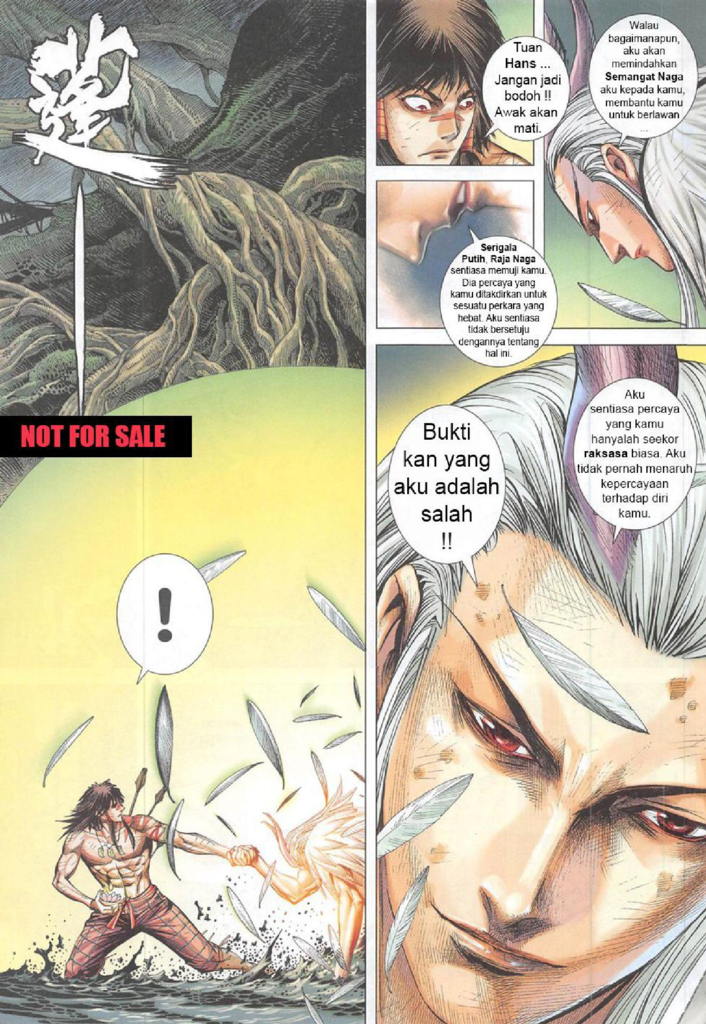 蓬
Tuan
Hans ...
Jangan jadi
bodoh !!
Awak akan
mati.
Walau
bagaimanapun,
aku akan
memindahkan
Semangat Naga
aku kepada kamu,
membantu kamu
untuk berlawan
...
Serigala
Putih, Raja Naga
sentiasa memuji kamu.
Dia percaya yang
kamu ditakdirkan untuk
sesuatu perkara yang
hebat. Aku sentiasa
tidak bersetuju
dengannya tentang
hal ini.
Aku
sentiasa percaya
yang kamu
hanyalah seekor
raksasa biasa. Aku
tidak pernah menaruh
kepercayaan
terhadap diri
kamu.
Bukti
kan yang
aku adalah
salah
!!
NOT FOR SALE
!